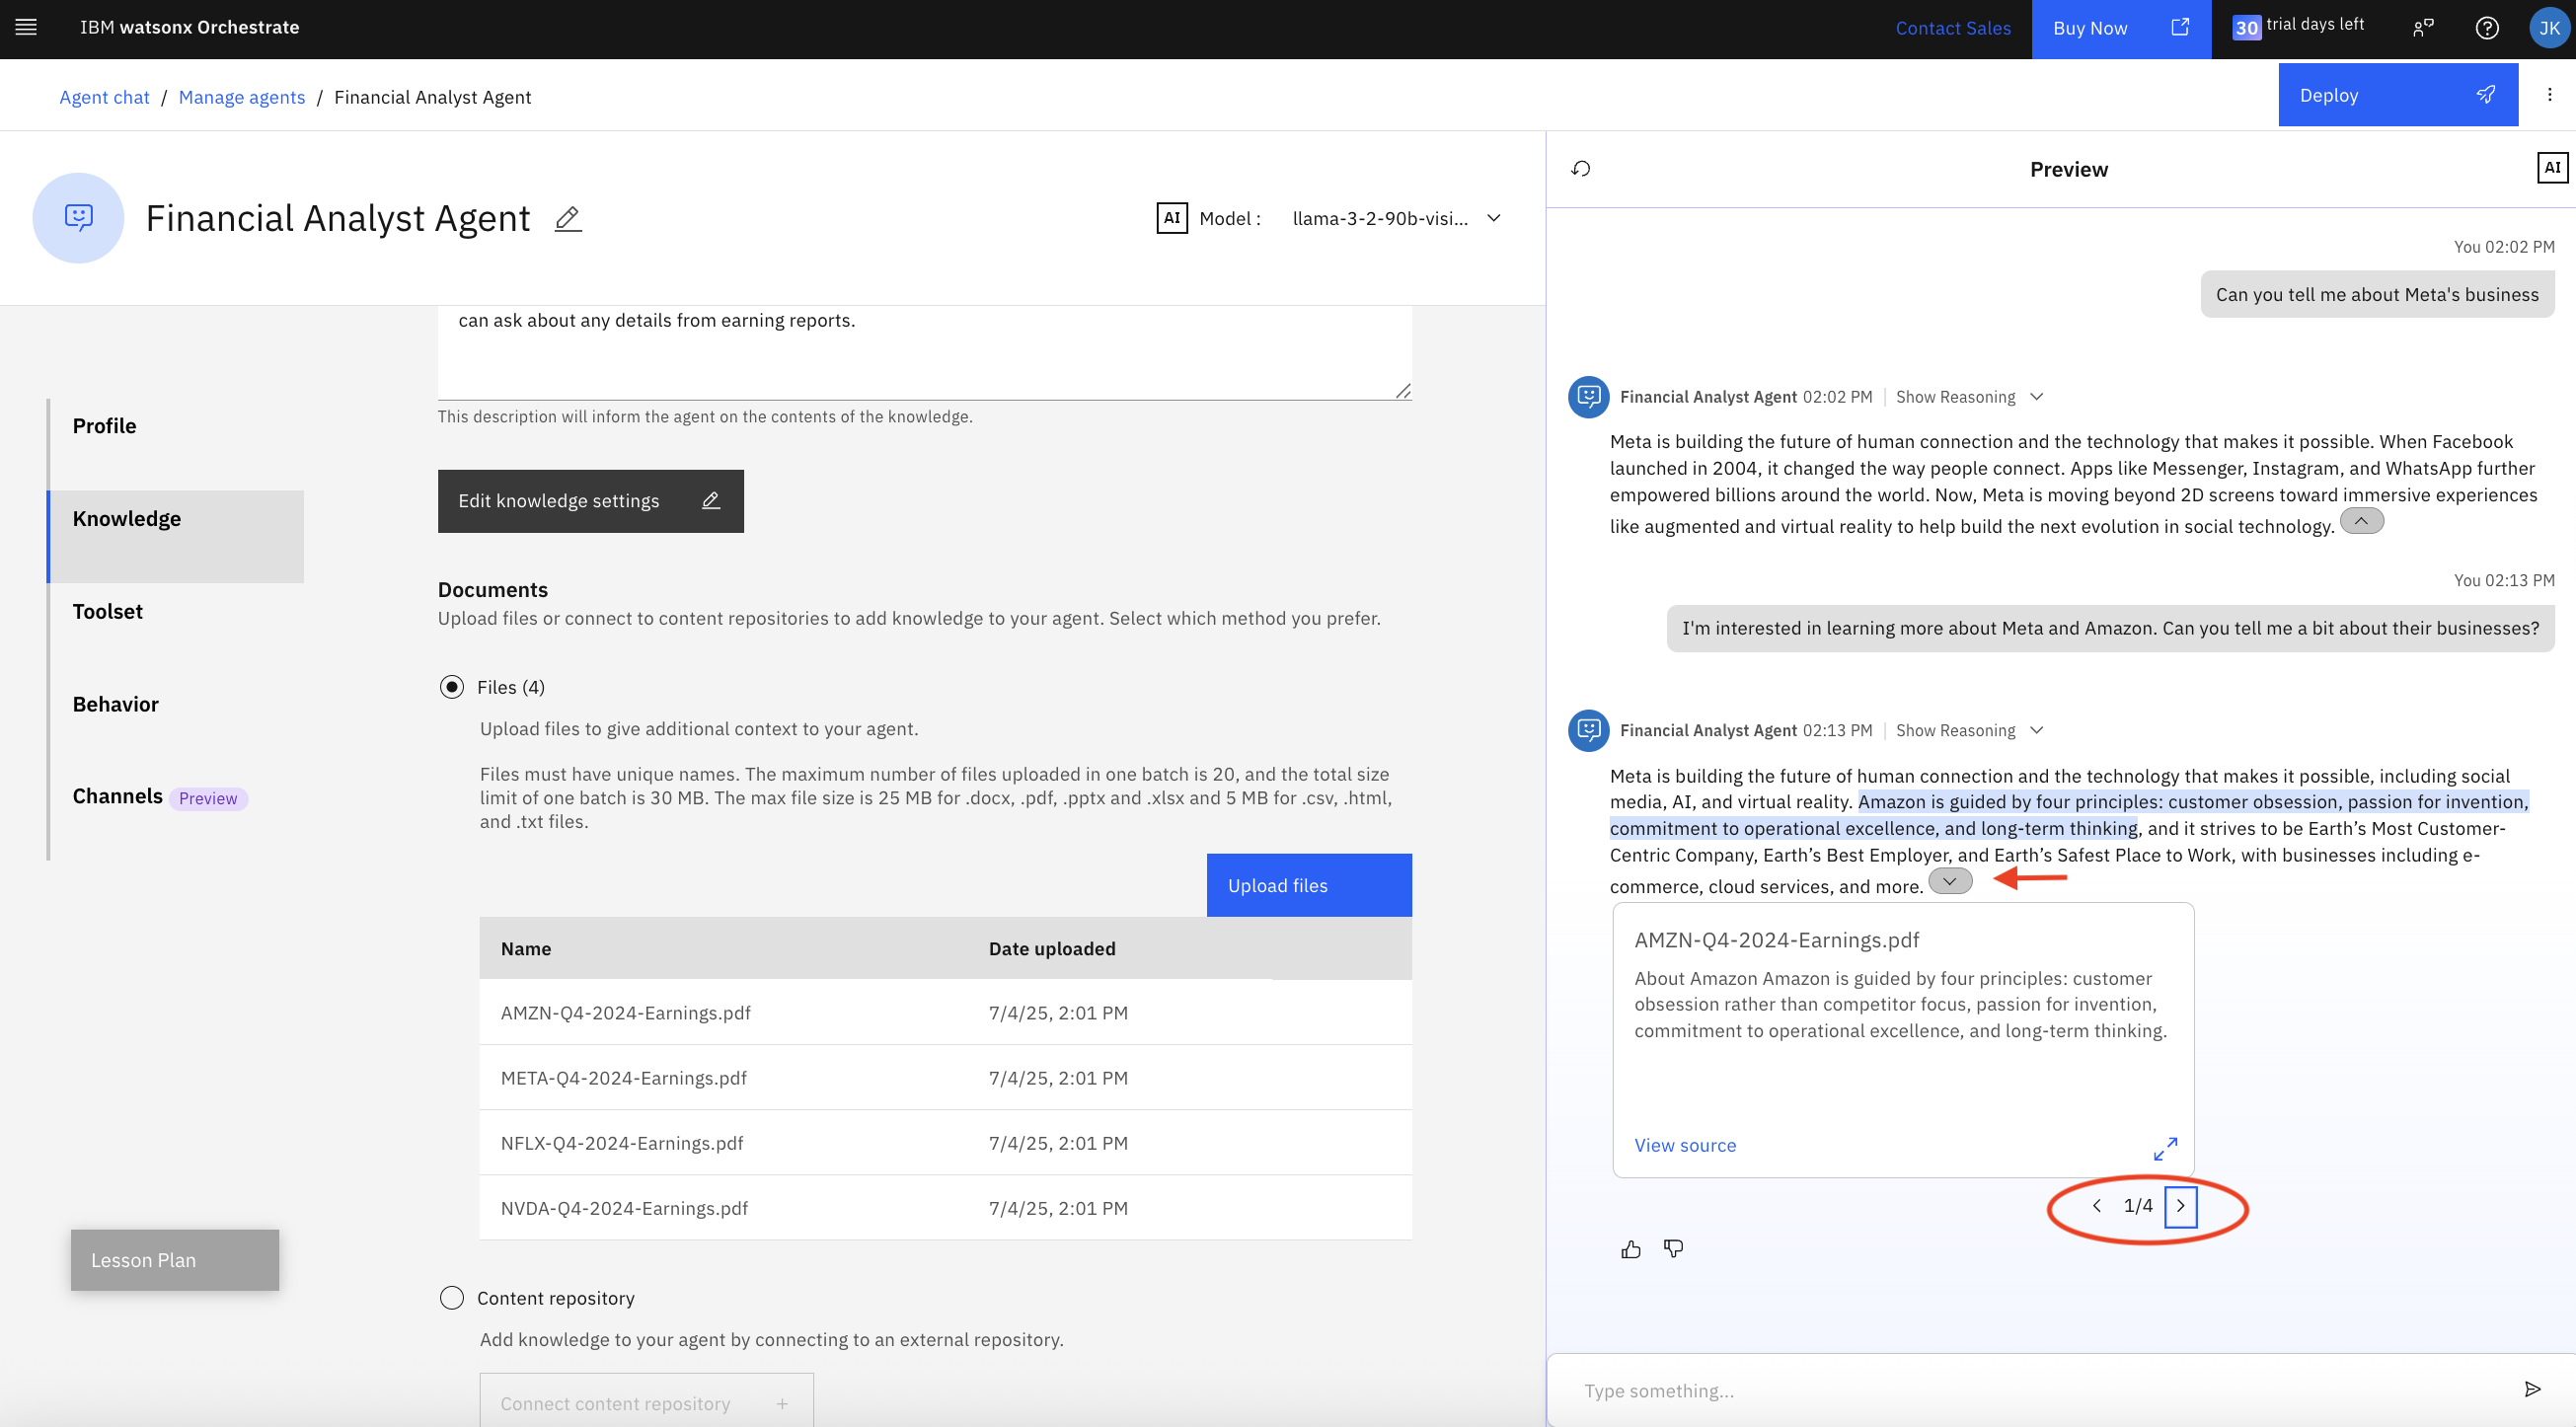 IBM watsonx Orchestrate
Contact Sales
Buy Now
30 trial days left
JK
Agent chat / Manage agents / Financial Analyst Agent
Deploy
Financial Analyst Agent
AI Model : llama-3-2-90b-visi...
can ask about any details from earning reports.
This description will inform the agent on the contents of the knowledge.
Profile
Knowledge
Toolset
Behavior
Channels Preview
Lesson Plan
Edit knowledge settings
Documents
Upload files or connect to content repositories to add knowledge to your agent. Select which method you prefer.
Files (4)
Upload files to give additional context to your agent.
Files must have unique names. The maximum number of files uploaded in one batch is 20, and the total size
limit of one batch is 30 MB. The max file size is 25 MB for .docx, .pdf, .pptx and .xlsx and 5 MB for .csv, .html,
and .txt files.
Upload files
Name Date uploaded
AMZN-Q4-2024-Earnings.pdf 7/4/25, 2:01 PM
META-Q4-2024-Earnings.pdf 7/4/25, 2:01 PM
NFLX-Q4-2024-Earnings.pdf 7/4/25, 2:01 PM
NVDA-Q4-2024-Earnings.pdf 7/4/25, 2:01 PM
Content repository
Add knowledge to your agent by connecting to an external repository.
Connect content repository +
Preview
AI
You 02:02 PM
Can you tell me about Meta's business
Financial Analyst Agent 02:02 PM | Show Reasoning
Meta is building the future of human connection and the technology that makes it possible. When Facebook
launched in 2004, it changed the way people connect. Apps like Messenger, Instagram, and WhatsApp further
empowered billions around the world. Now, Meta is moving beyond 2D screens toward immersive experiences
like augmented and virtual reality to help build the next evolution in social technology.
You 02:13 PM
I'm interested in learning more about Meta and Amazon. Can you tell me a bit about their businesses?
Financial Analyst Agent 02:13 PM | Show Reasoning
Meta is building the future of human connection and the technology that makes it possible, including social
media, AI, and virtual reality. Amazon is guided by four principles: customer obsession, passion for invention,
commitment to operational excellence, and long-term thinking, and it strives to be Earth’s Most Customer-
Centric Company, Earth’s Best Employer, and Earth’s Safest Place to Work, with businesses including e-
commerce, cloud services, and more.
AMZN-Q4-2024-Earnings.pdf
About Amazon Amazon is guided by four principles: customer
obsession rather than competitor focus, passion for invention,
commitment to operational excellence, and long-term thinking.
View source
1/4
Type something...